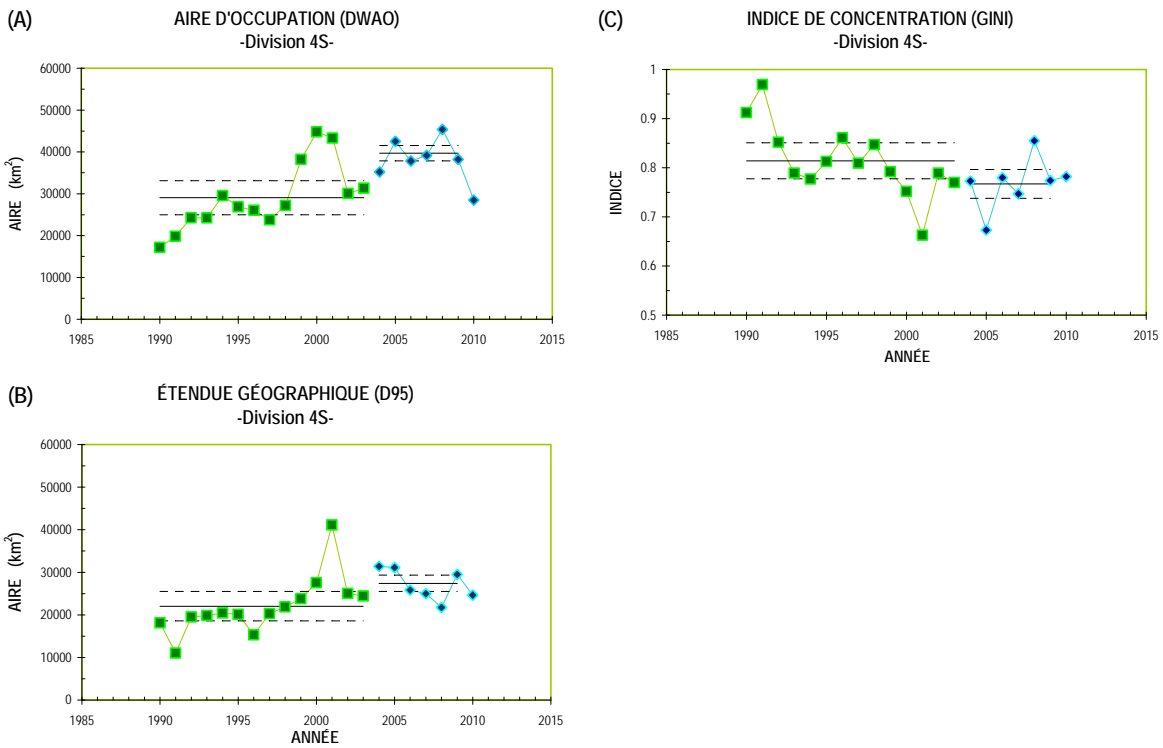 (A)
AIRE D'OCCUPATION (DWAO)
-Division 4S-
AIRE (km²)
60000
50000
40000
30000
20000
10000
0
1985 1990 1995 2000 2005 2010 2015
(C)
INDICE DE CONCENTRATION (GINI)
-Division 4S-
INDICE
1
0.9
0.8
0.7
0.6
0.5
1985 1990 1995 2000 2005 2010 2015
ANNÉE
(B)
ÉTENDUE GÉOGRAPHIQUE (D95)
-Division 4S-
AIRE (km²)
60000
50000
40000
30000
20000
10000
0
1985 1990 1995 2000 2005 2010 2015
ANNÉE